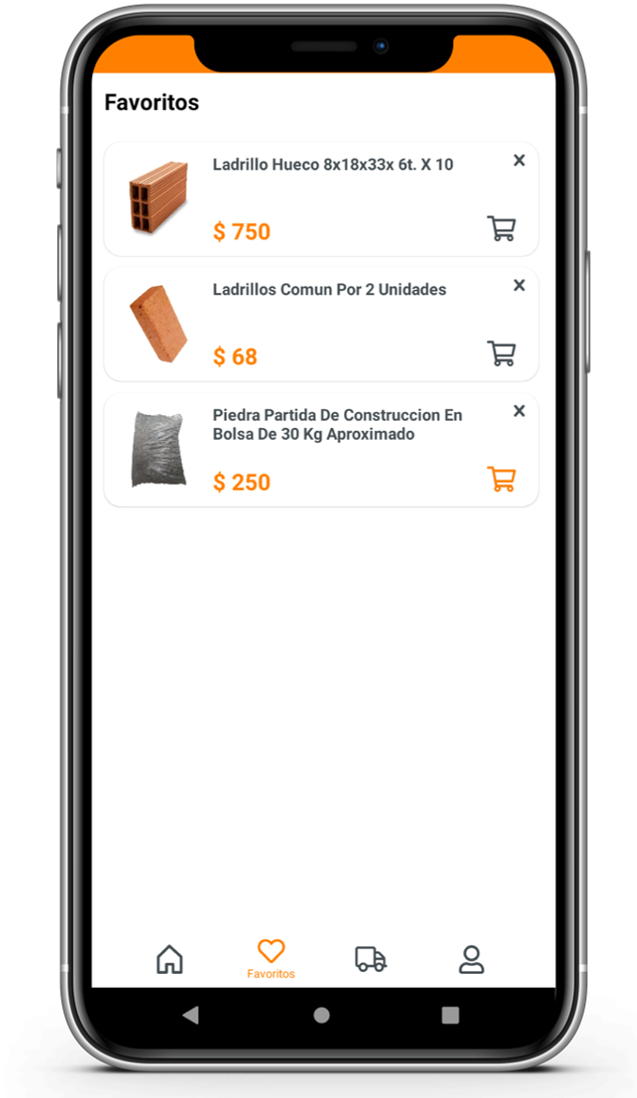 Favoritos
Ladrillo Hueco 8x18x33x 6t. X 10
$ 750
Ladrillos Comun Por 2 Unidades
$ 68
Piedra Partida De Construccion En
Bolsa De 30 Kg Aproximado
$ 250
Favoritos